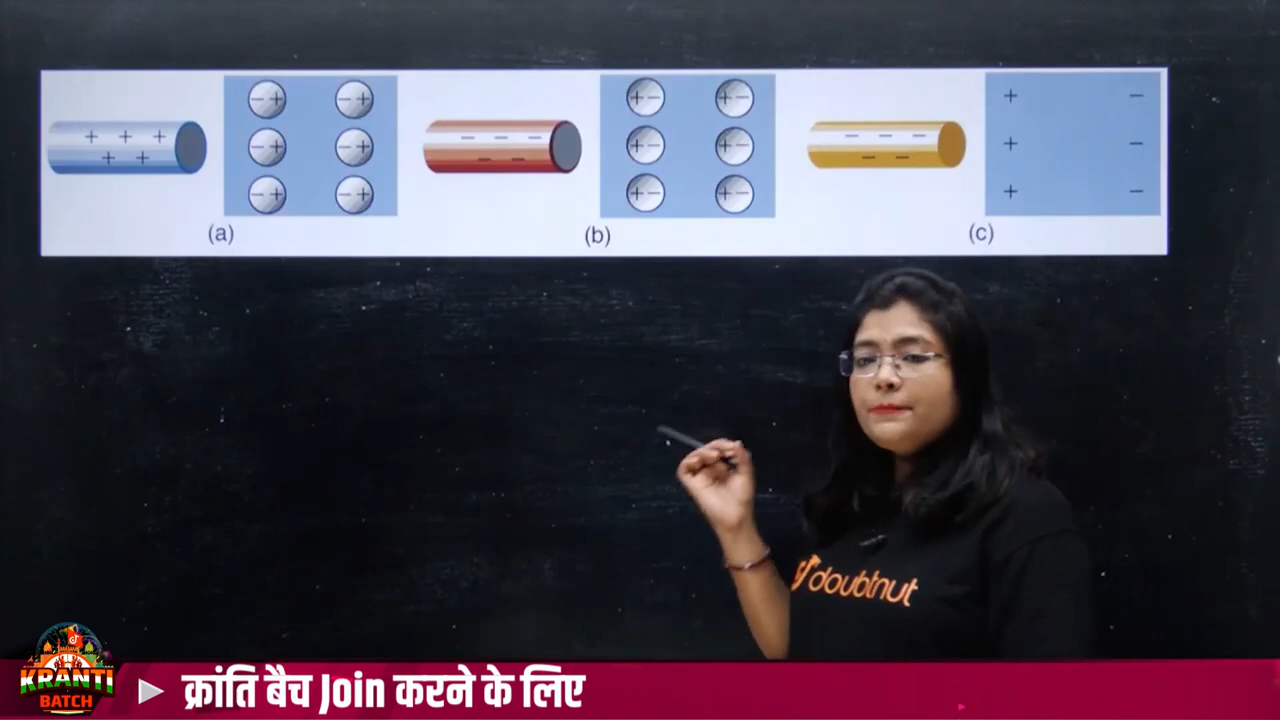 + + +
+ +
− + − +
− + − +
− + − +
(a)
− − −
− −
+ − + −
+ − + −
+ − + −
(b)
− − −
− −
+ −
+ −
+ −
(c)
doubtnut
KRANTI
BATCH
क्रांति बैच Join करने के लिए